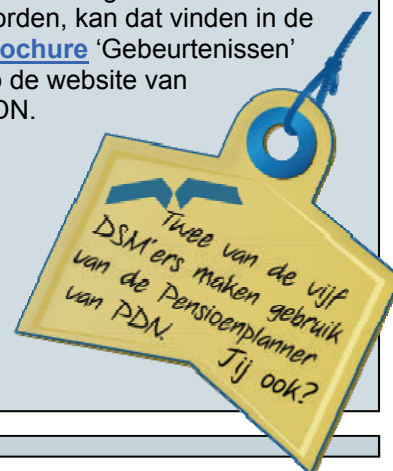 orden, kan dat vinden in de
ochure ‘Gebeurtenissen’
de website van
DN.
Twee van de vijf
DSM'ers maken gebruik
van de Pensioenplanner
van PDN.
Jij ook?